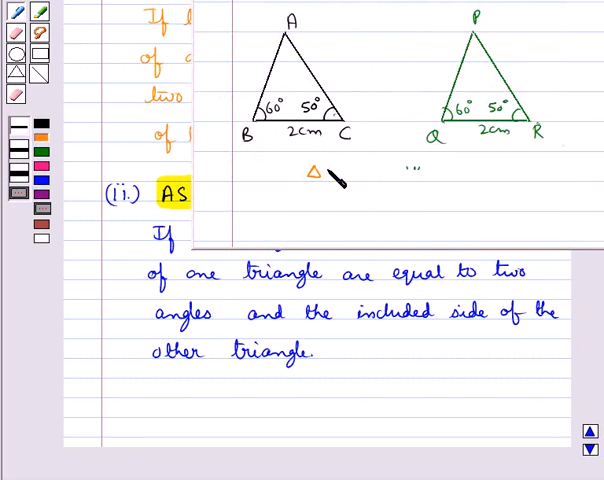 If
of
two
of
A
60° 50°
B 2cm C
P
60° 50°
Q 2cm R
Δ
(ii.) AS
If
of one triangle are equal to two
angles and the included side of the
other triangle.